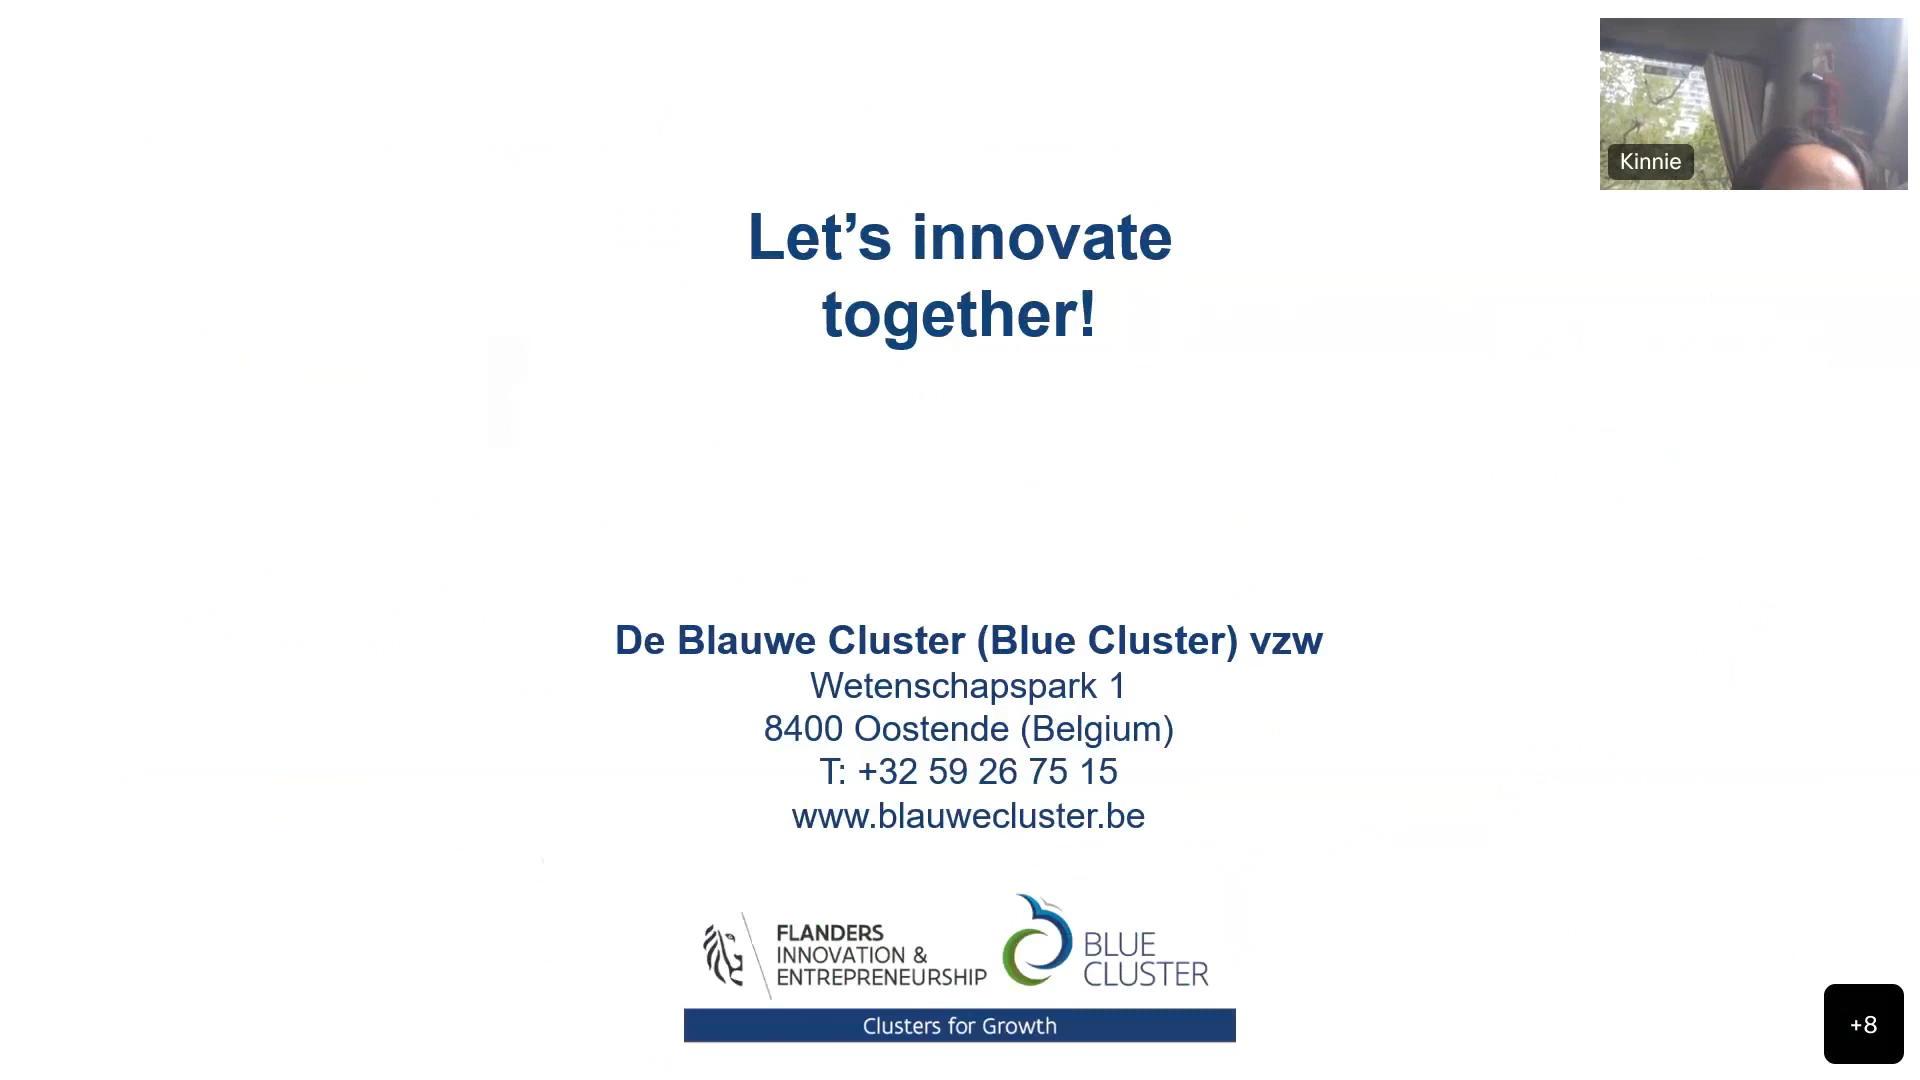 Kinnie
Let’s innovate
together!
De Blauwe Cluster (Blue Cluster) vzw
Wetenschapspark 1
8400 Oostende (Belgium)
T: +32 59 26 75 15
www.blauwecluster.be
FLANDERS
INNOVATION &
ENTREPRENEURSHIP
BLUE
CLUSTER
Clusters for Growth
+8